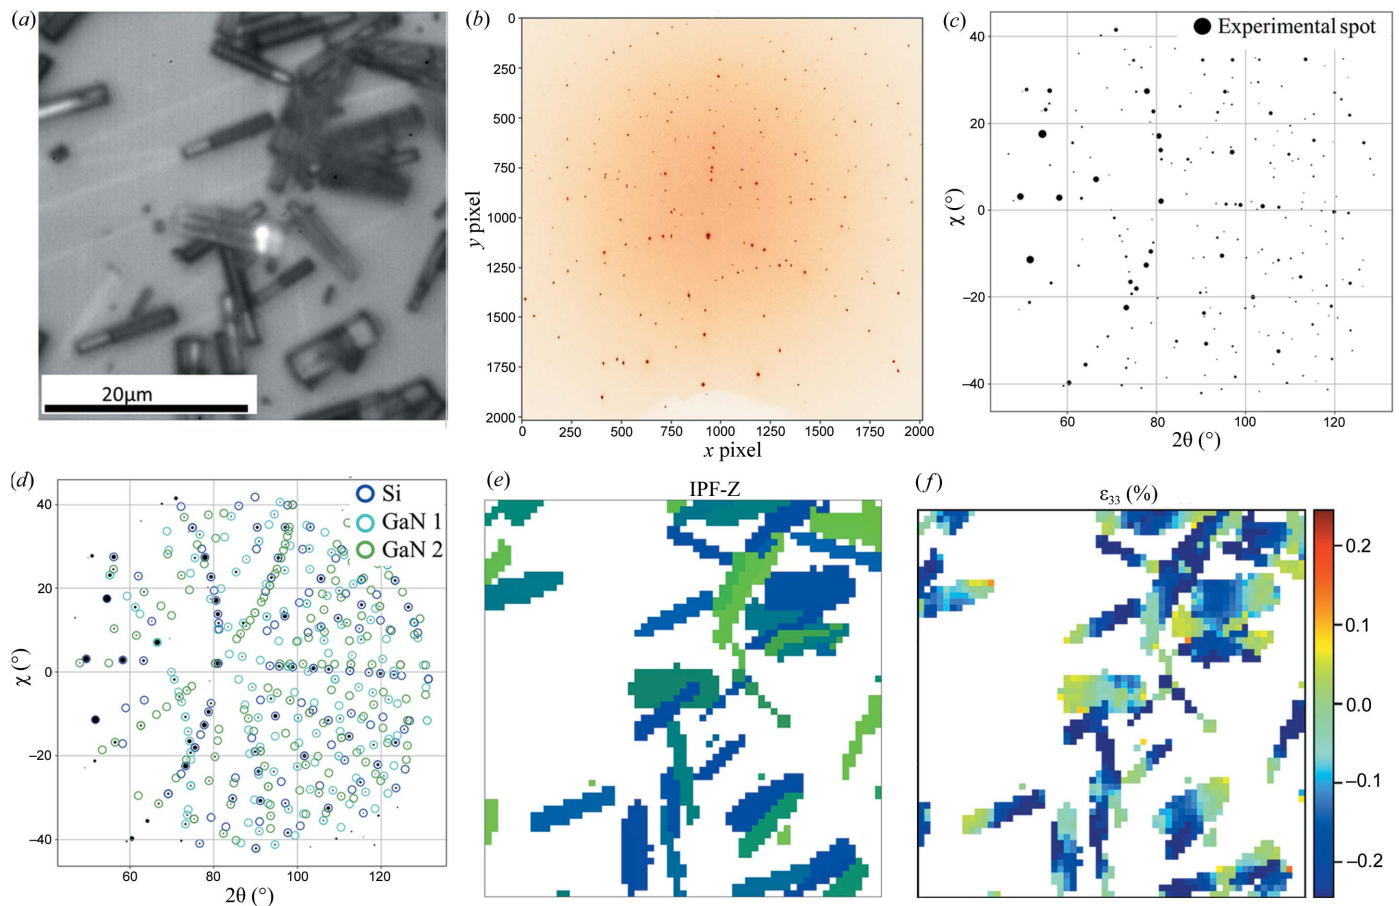 (a)
20μm
(b)
0
250
500
750
1000
1250
1500
1750
2000
y pixel
0
250
500
750
1000
1250
1500
1750
2000
x pixel
(c)
Experimental spot
40
20
0
−20
−40
χ (°)
60
80
100
120
2θ (°)
(d)
Si
GaN 1
GaN 2
40
20
0
−20
−40
χ (°)
60
80
100
120
2θ (°)
(e)
IPF-Z
(f)
ε33 (%)
0.2
0.1
0.0
−0.1
−0.2